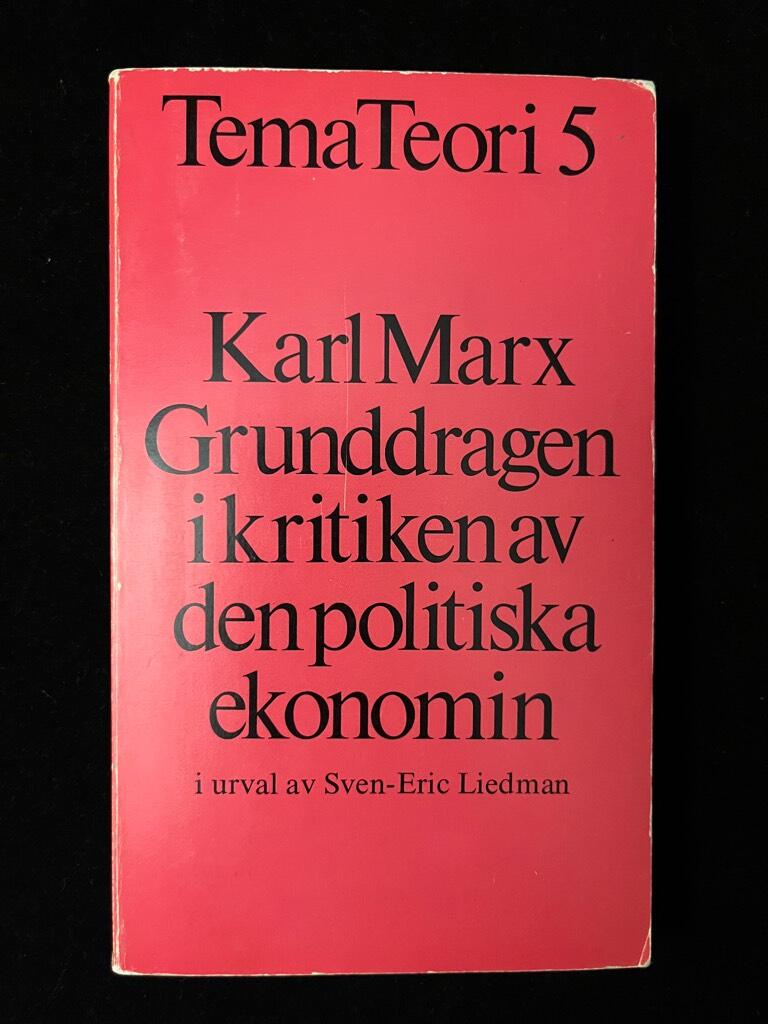 TemaTeori 5
Karl Marx
Grunddragen
i kritiken av
den politiska
ekonomin
i urval av Sven-Eric Liedman